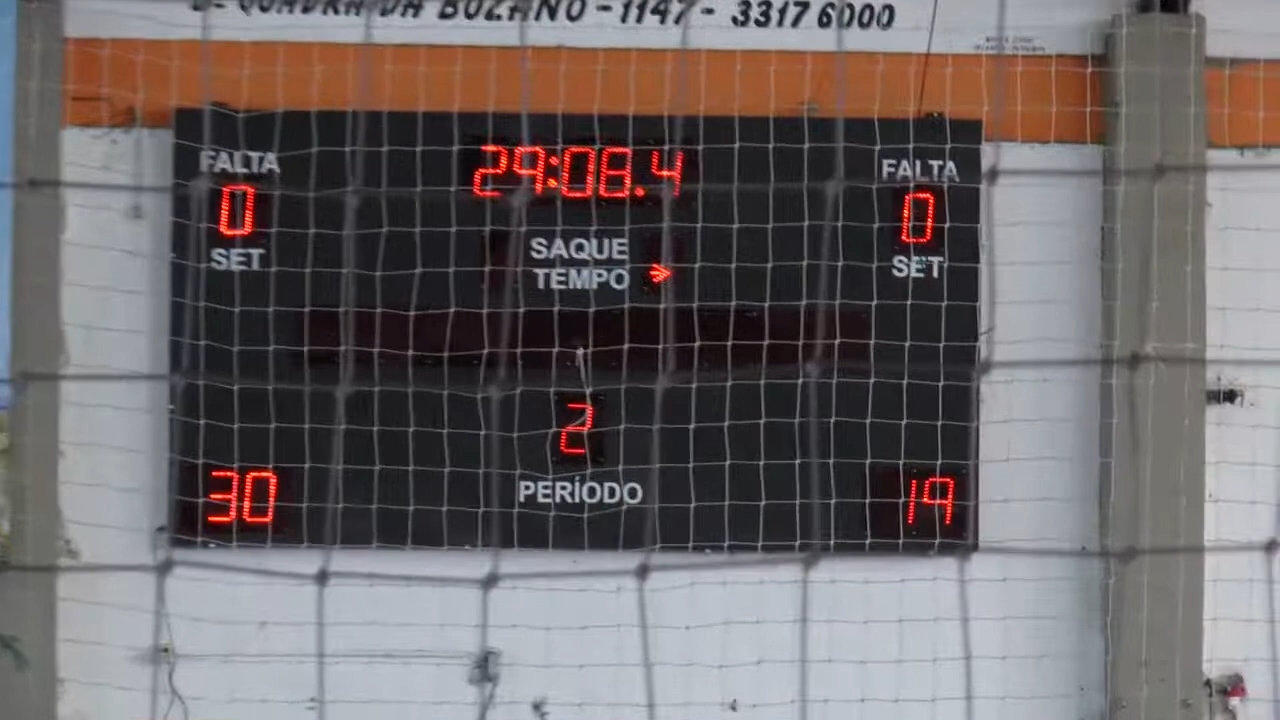 QUADRA DA BOZANO - 1147 - 3317 6000
FALTA 29:08.4 FALTA
0 0
SET SAQUE SET
TEMPO >
2
30 PERÍODO 19